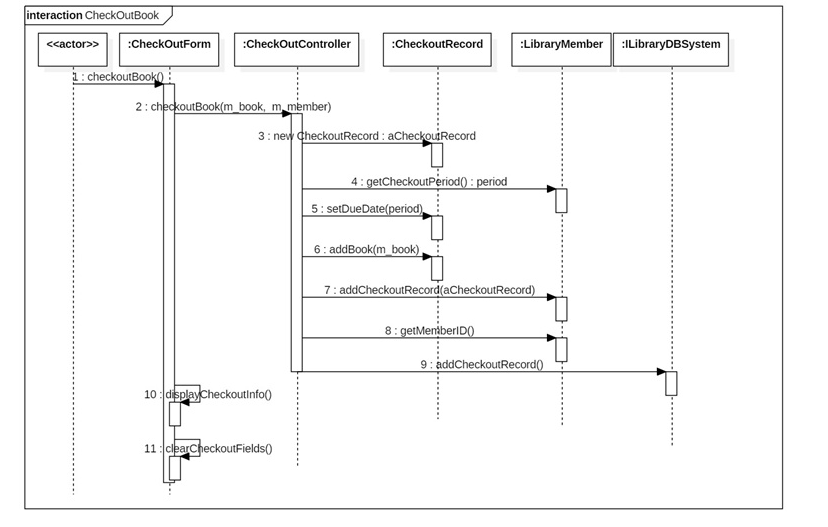 interaction CheckOutBook
<<actor>>
:CheckOutForm
:CheckOutController
:CheckoutRecord
:LibraryMember
:ILibraryDBSystem
1 : checkoutBook()
2 : checkoutBook(m_book, m_member)
3 : new CheckoutRecord : aCheckoutRecord
4 : getCheckoutPeriod() : period
5 : setDueDate(period)
6 : addBook(m_book)
7 : addCheckoutRecord(aCheckoutRecord)
8 : getMemberID()
9 : addCheckoutRecord()
10 : displayCheckoutInfo()
11 : clearCheckoutFields()